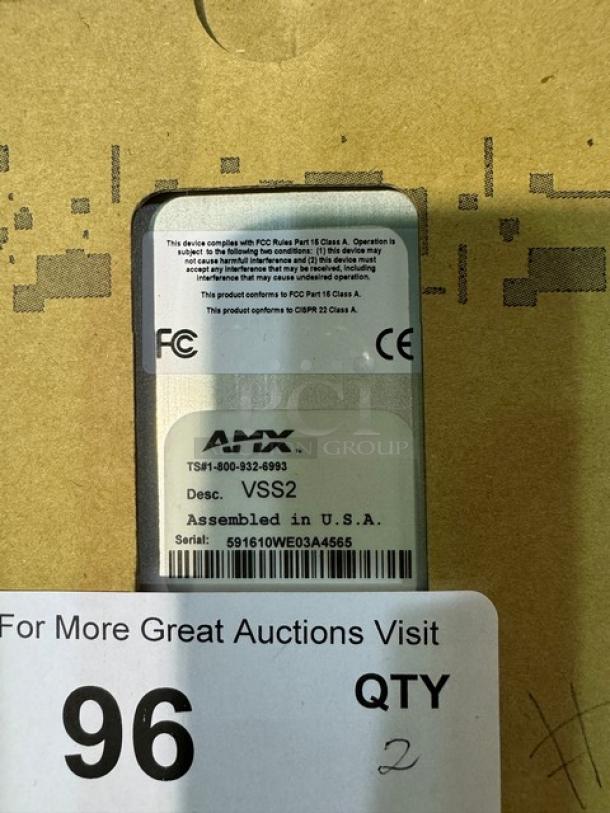 This device complies with FCC Rules Part 15 Class A. Operation is
subject to the following two conditions: (1) this device may
not cause harmfull interference and (2) this device must
accept any interference that may be received, including
interference that may cause undesired operation.
This product conforms to FCC Part 15 Class A.
This product conforms to CISPR 22 Class A.
FC CE
PCI
AUCTION GROUP
AMX
TS#1-800-932-6993
Desc. VSS2
Assembled in U.S.A.
Serial: 591610WE03A4565
For More Great Auctions Visit
96 QTY
2